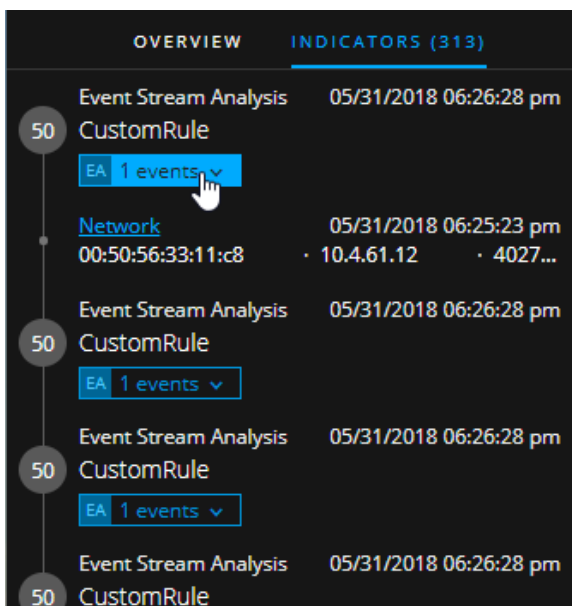 OVERVIEW INDICATORS (313)
Event Stream Analysis 05/31/2018 06:26:28 pm
50 CustomRule
EA 1 events
Network 05/31/2018 06:25:23 pm
00:50:56:33:11:c8 · 10.4.61.12 · 4027...
Event Stream Analysis 05/31/2018 06:26:28 pm
50 CustomRule
EA 1 events
Event Stream Analysis 05/31/2018 06:26:28 pm
50 CustomRule
EA 1 events
Event Stream Analysis 05/31/2018 06:26:28 pm
50 CustomRule